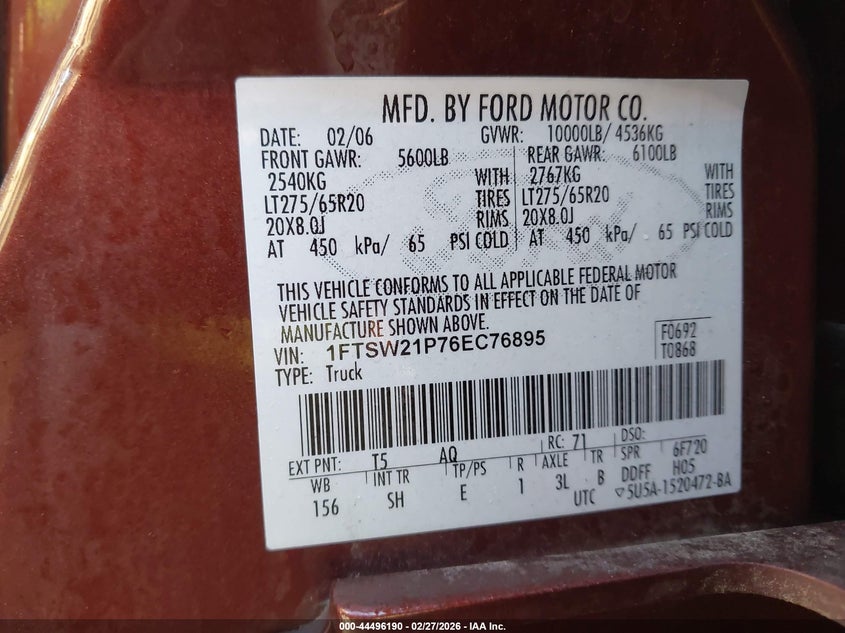 MFD. BY FORD MOTOR CO.
DATE: 02/06 GVWR: 10000LB/ 4536KG
FRONT GAWR: 5600LB REAR GAWR: 6100LB
2540KG WITH 2767KG WITH
LT275/65R20 TIRES LT275/65R20 TIRES
20X8.0J RIMS 20X8.0J RIMS
AT 450 kPa/ 65 PSI COLD AT 450 kPa/ 65 PSI COLD
THIS VEHICLE CONFORMS TO ALL APPLICABLE FEDERAL MOTOR
VEHICLE SAFETY STANDARDS IN EFFECT ON THE DATE OF
MANUFACTURE SHOWN ABOVE.
VIN: 1FTSW21P76EC76895 F0692
TYPE: Truck T0868
EXT PNT: T5 AQ RC: 71 DSO:
WB INT TR TP/PS R AXLE TR SPR 6F720
156 SH E 1 3L B DDFF H05
UTC ▽5U5A-1520472-BA
000-44496190 — 02/27/2026 — IAA Inc.